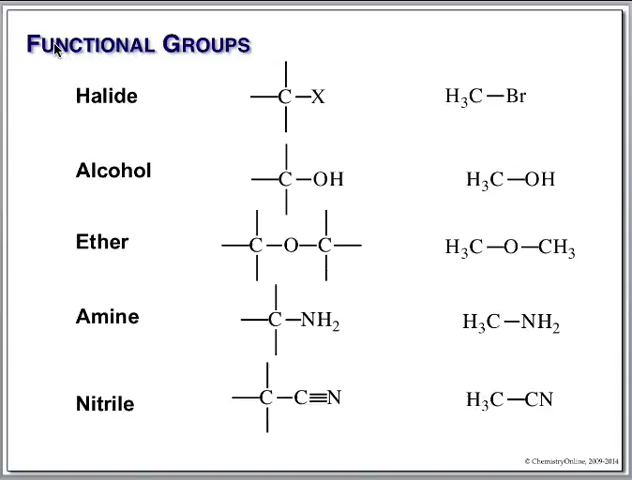 FUNCTIONAL GROUPS
Halide C–X H₃C–Br
Alcohol C–OH H₃C–OH
Ether C–O–C H₃C–O–CH₃
Amine C–NH₂ H₃C–NH₂
Nitrile C–C≡N H₃C–CN
© ChemistryOnline, 2009-2014